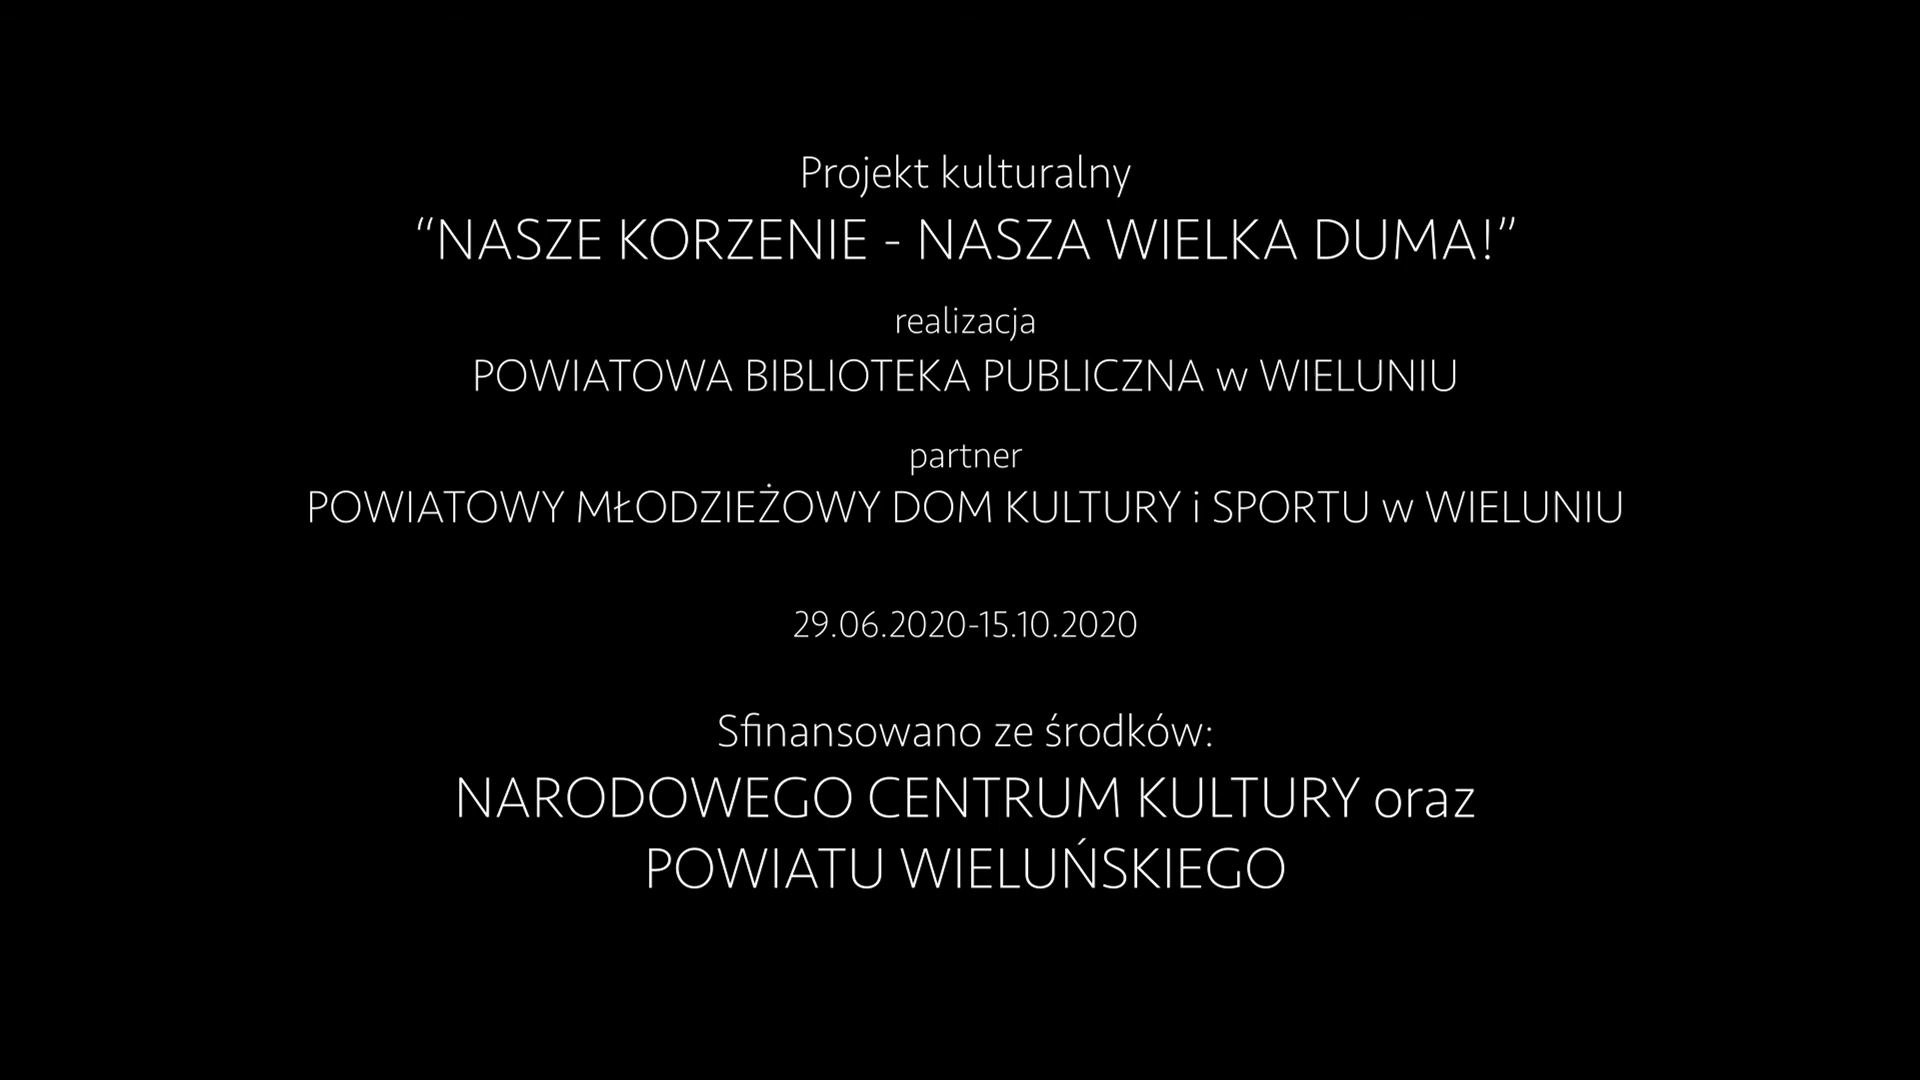 Projekt kulturalny
“NASZE KORZENIE - NASZA WIELKA DUMA!”
realizacja
POWIATOWA BIBLIOTEKA PUBLICZNA w WIELUNIU
partner
POWIATOWY MŁODZIEŻOWY DOM KULTURY i SPORTU w WIELUNIU
29.06.2020-15.10.2020
Sfinansowano ze środków:
NARODOWEGO CENTRUM KULTURY oraz
POWIATU WIELUŃSKIEGO